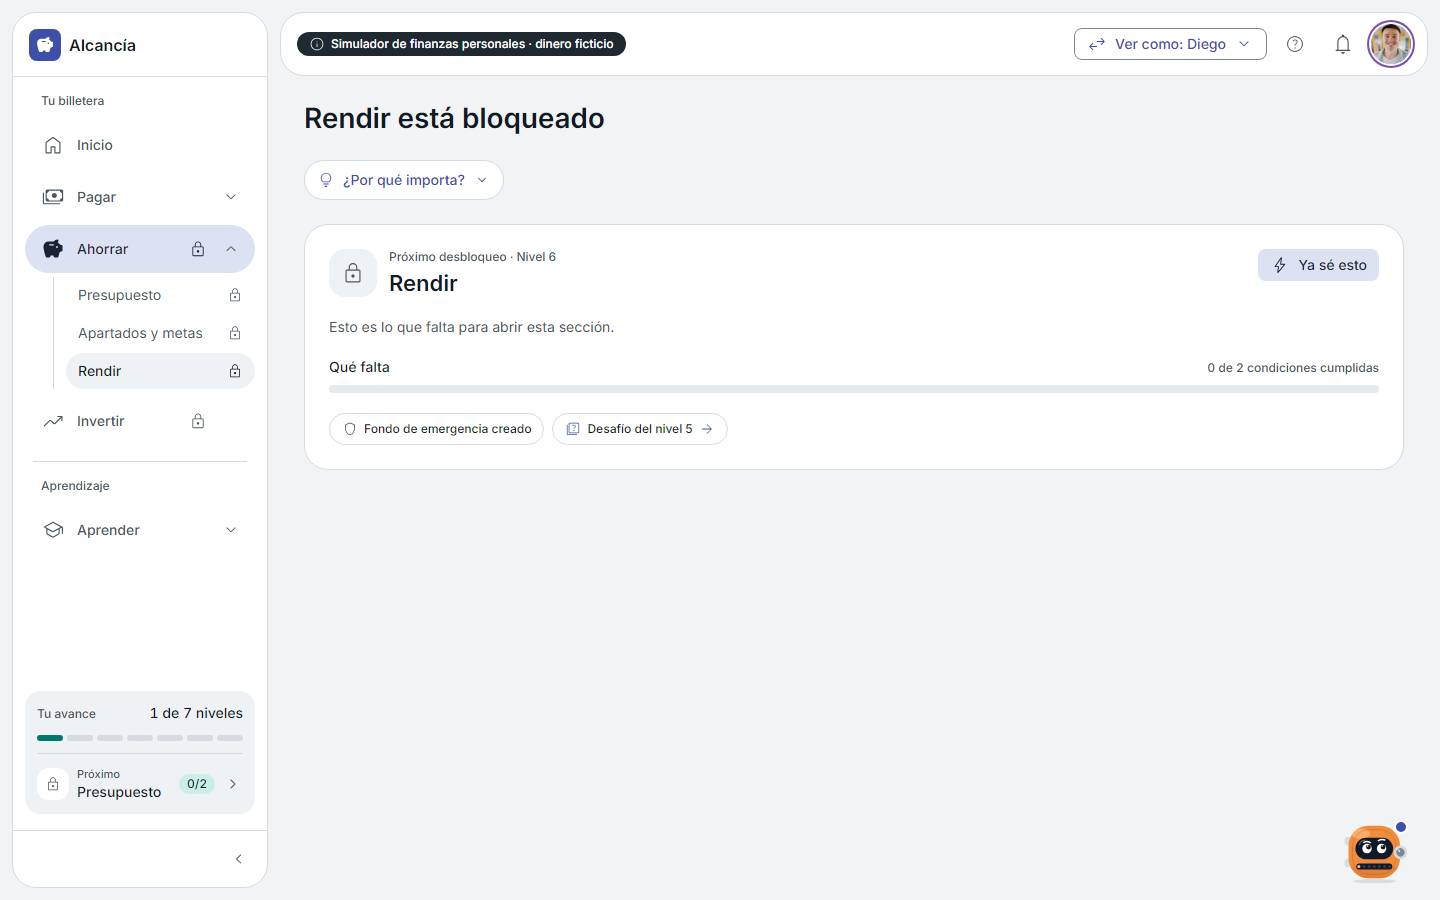 Alcancía
Simulador de finanzas personales · dinero ficticio
Ver como: Diego
Tu billetera
Inicio
Pagar
Ahorrar
Presupuesto
Apartados y metas
Rendir
Invertir
Aprendizaje
Aprender
Tu avance
1 de 7 niveles
Próximo
Presupuesto
0/2
Rendir está bloqueado
¿Por qué importa?
Próximo desbloqueo · Nivel 6
Rendir
Ya sé esto
Esto es lo que falta para abrir esta sección.
Qué falta
0 de 2 condiciones cumplidas
Fondo de emergencia creado
Desafío del nivel 5